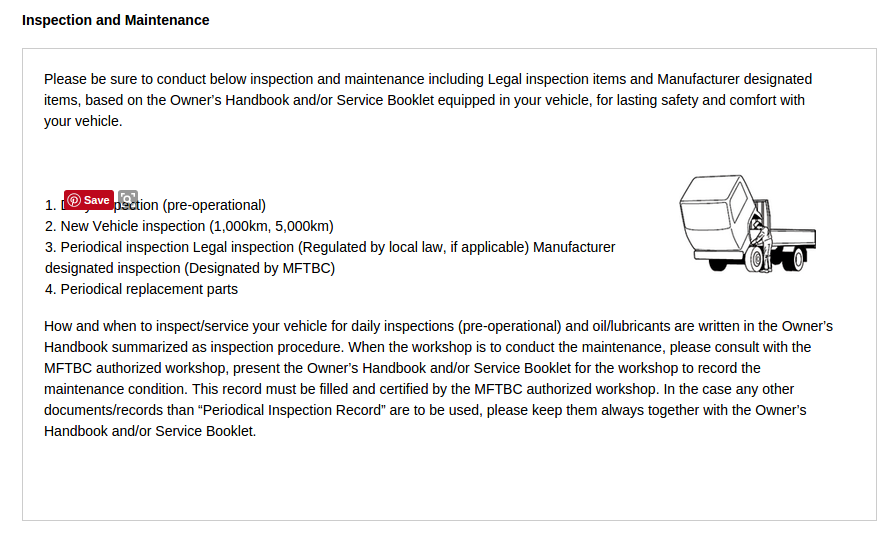 Inspection and Maintenance
Please be sure to conduct below inspection and maintenance including Legal inspection items and Manufacturer designated
items, based on the Owner’s Handbook and/or Service Booklet equipped in your vehicle, for lasting safety and comfort with
your vehicle.
Save
1. (pre-operational)
2. New Vehicle inspection (1,000km, 5,000km)
3. Periodical inspection Legal inspection (Regulated by local law, if applicable) Manufacturer
designated inspection (Designated by MFTBC)
4. Periodical replacement parts
How and when to inspect/service your vehicle for daily inspections (pre-operational) and oil/lubricants are written in the Owner’s
Handbook summarized as inspection procedure. When the workshop is to conduct the maintenance, please consult with the
MFTBC authorized workshop, present the Owner’s Handbook and/or Service Booklet for the workshop to record the
maintenance condition. This record must be filled and certified by the MFTBC authorized workshop. In the case any other
documents/records than “Periodical Inspection Record” are to be used, please keep them always together with the Owner’s
Handbook and/or Service Booklet.